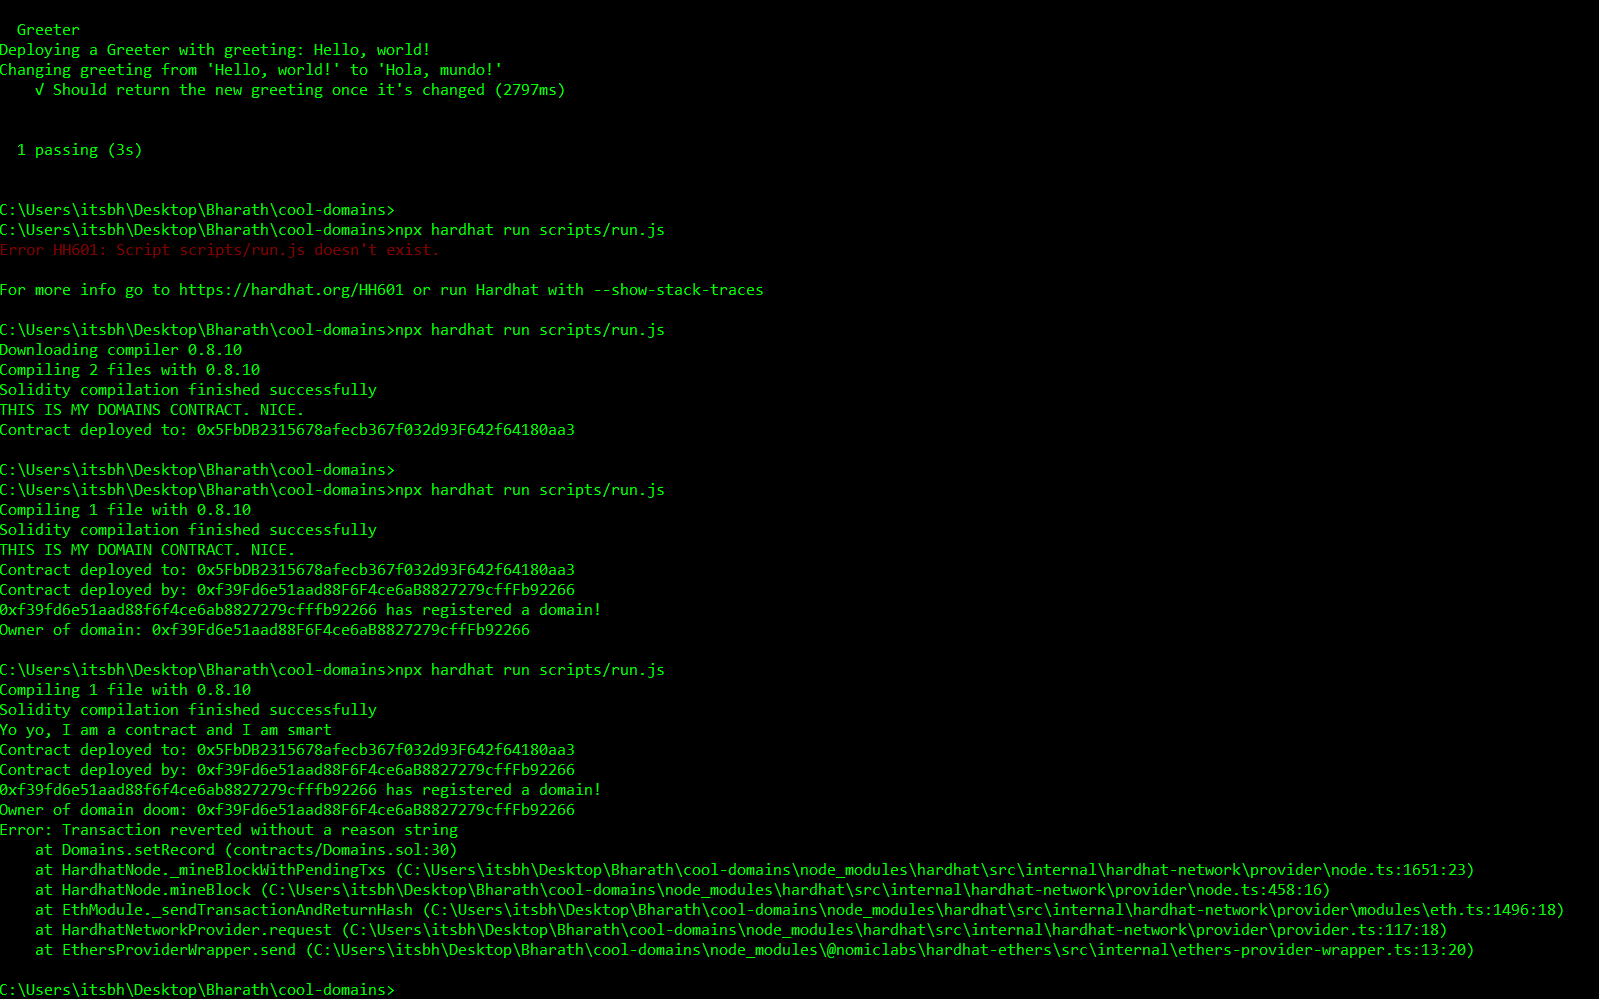 Greeter
Deploying a Greeter with greeting: Hello, world!
Changing greeting from 'Hello, world!' to 'Hola, mundo!'
√ Should return the new greeting once it's changed (2797ms)
1 passing (3s)
C:\Users\itsbh\Desktop\Bharath\cool-domains>
C:\Users\itsbh\Desktop\Bharath\cool-domains>npx hardhat run scripts/run.js
Error HH601: Script scripts/run.js doesn't exist.
For more info go to https://hardhat.org/HH601 or run Hardhat with --show-stack-traces
C:\Users\itsbh\Desktop\Bharath\cool-domains>npx hardhat run scripts/run.js
Downloading compiler 0.8.10
Compiling 2 files with 0.8.10
Solidity compilation finished successfully
THIS IS MY DOMAINS CONTRACT. NICE.
Contract deployed to: 0x5FbDB2315678afecb367f032d93F642f64180aa3
C:\Users\itsbh\Desktop\Bharath\cool-domains>
C:\Users\itsbh\Desktop\Bharath\cool-domains>npx hardhat run scripts/run.js
Compiling 1 file with 0.8.10
Solidity compilation finished successfully
THIS IS MY DOMAIN CONTRACT. NICE.
Contract deployed to: 0x5FbDB2315678afecb367f032d93F642f64180aa3
Contract deployed by: 0xf39Fd6e51aad88F6F4ce6aB8827279cffFb92266
0xf39fd6e51aad88f6f4ce6ab8827279cfffb92266 has registered a domain!
Owner of domain: 0xf39Fd6e51aad88F6F4ce6aB8827279cffFb92266
C:\Users\itsbh\Desktop\Bharath\cool-domains>npx hardhat run scripts/run.js
Compiling 1 file with 0.8.10
Solidity compilation finished successfully
Yo yo, I am a contract and I am smart
Contract deployed to: 0x5FbDB2315678afecb367f032d93F642f64180aa3
Contract deployed by: 0xf39Fd6e51aad88F6F4ce6aB8827279cffFb92266
0xf39fd6e51aad88f6f4ce6ab8827279cfffb92266 has registered a domain!
Owner of domain doom: 0xf39Fd6e51aad88F6F4ce6aB8827279cffFb92266
Error: Transaction reverted without a reason string
at Domains.setRecord (contracts/Domains.sol:30)
at HardhatNode._mineBlockWithPendingTxs (C:\Users\itsbh\Desktop\Bharath\cool-domains\node_modules\hardhat\src\internal\hardhat-network\provider\node.ts:1651:23)
at HardhatNode.mineBlock (C:\Users\itsbh\Desktop\Bharath\cool-domains\node_modules\hardhat\src\internal\hardhat-network\provider\node.ts:458:16)
at EthModule._sendTransactionAndReturnHash (C:\Users\itsbh\Desktop\Bharath\cool-domains\node_modules\hardhat\src\internal\hardhat-network\provider\modules\eth.ts:1496:18)
at HardhatNetworkProvider.request (C:\Users\itsbh\Desktop\Bharath\cool-domains\node_modules\hardhat\src\internal\hardhat-network\provider\provider.ts:117:18)
at EthersProviderWrapper.send (C:\Users\itsbh\Desktop\Bharath\cool-domains\node_modules\@nomiclabs\hardhat-ethers\src\internal\ethers-provider-wrapper.ts:13:20)
C:\Users\itsbh\Desktop\Bharath\cool-domains>